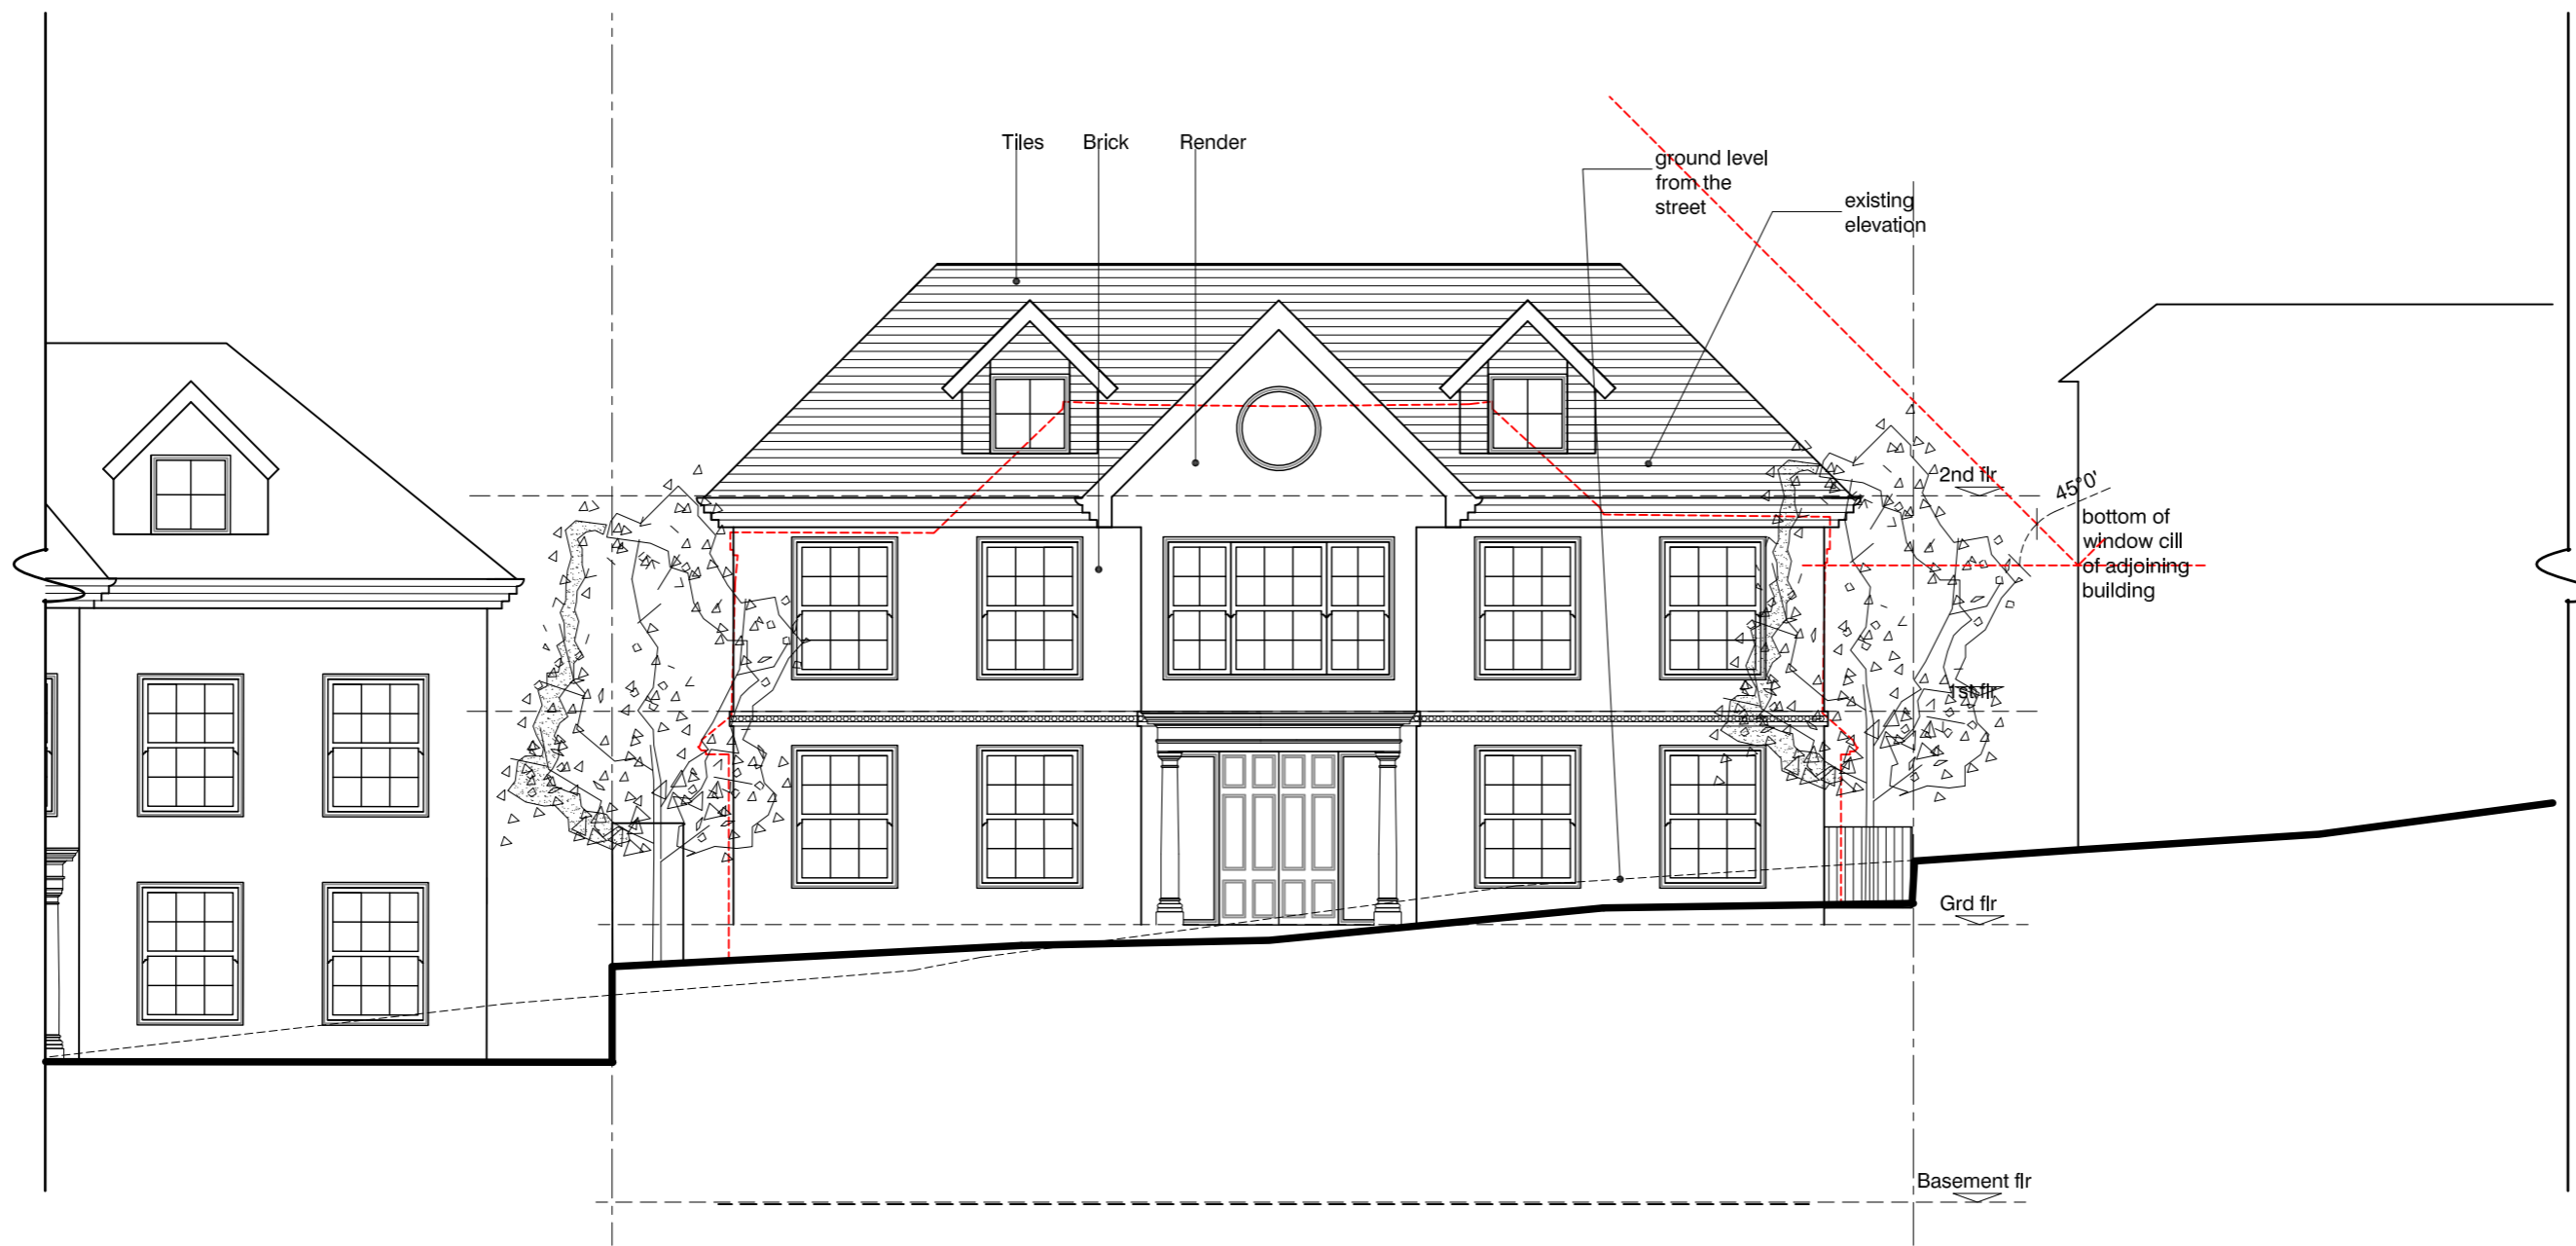 Tiles
Brick
Render
ground level
from the
street
existing
elevation
2nd flr
45°0'
bottom of
window cill
of adjoining
building
1st flr
Grd flr
Basement flr